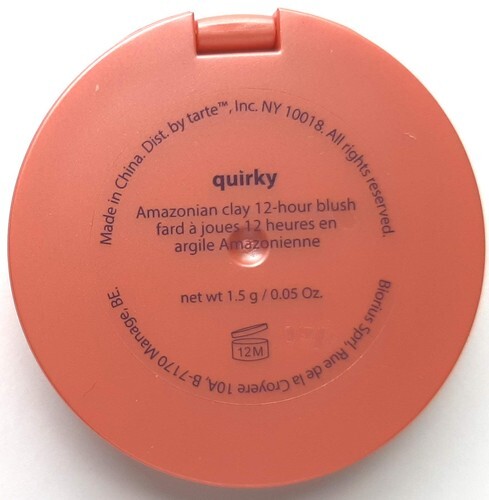 Made in China. Dist. by tarte™, Inc. NY 10018. All rights reserved.
quirky
Amazonian clay 12-hour blush
fard à joues 12 heures en
argile Amazonienne
net wt 1.5 g / 0.05 Oz.
12M
Blorius Sprl, Rue de la Croyere 10A, B-7170 Manage, BE.